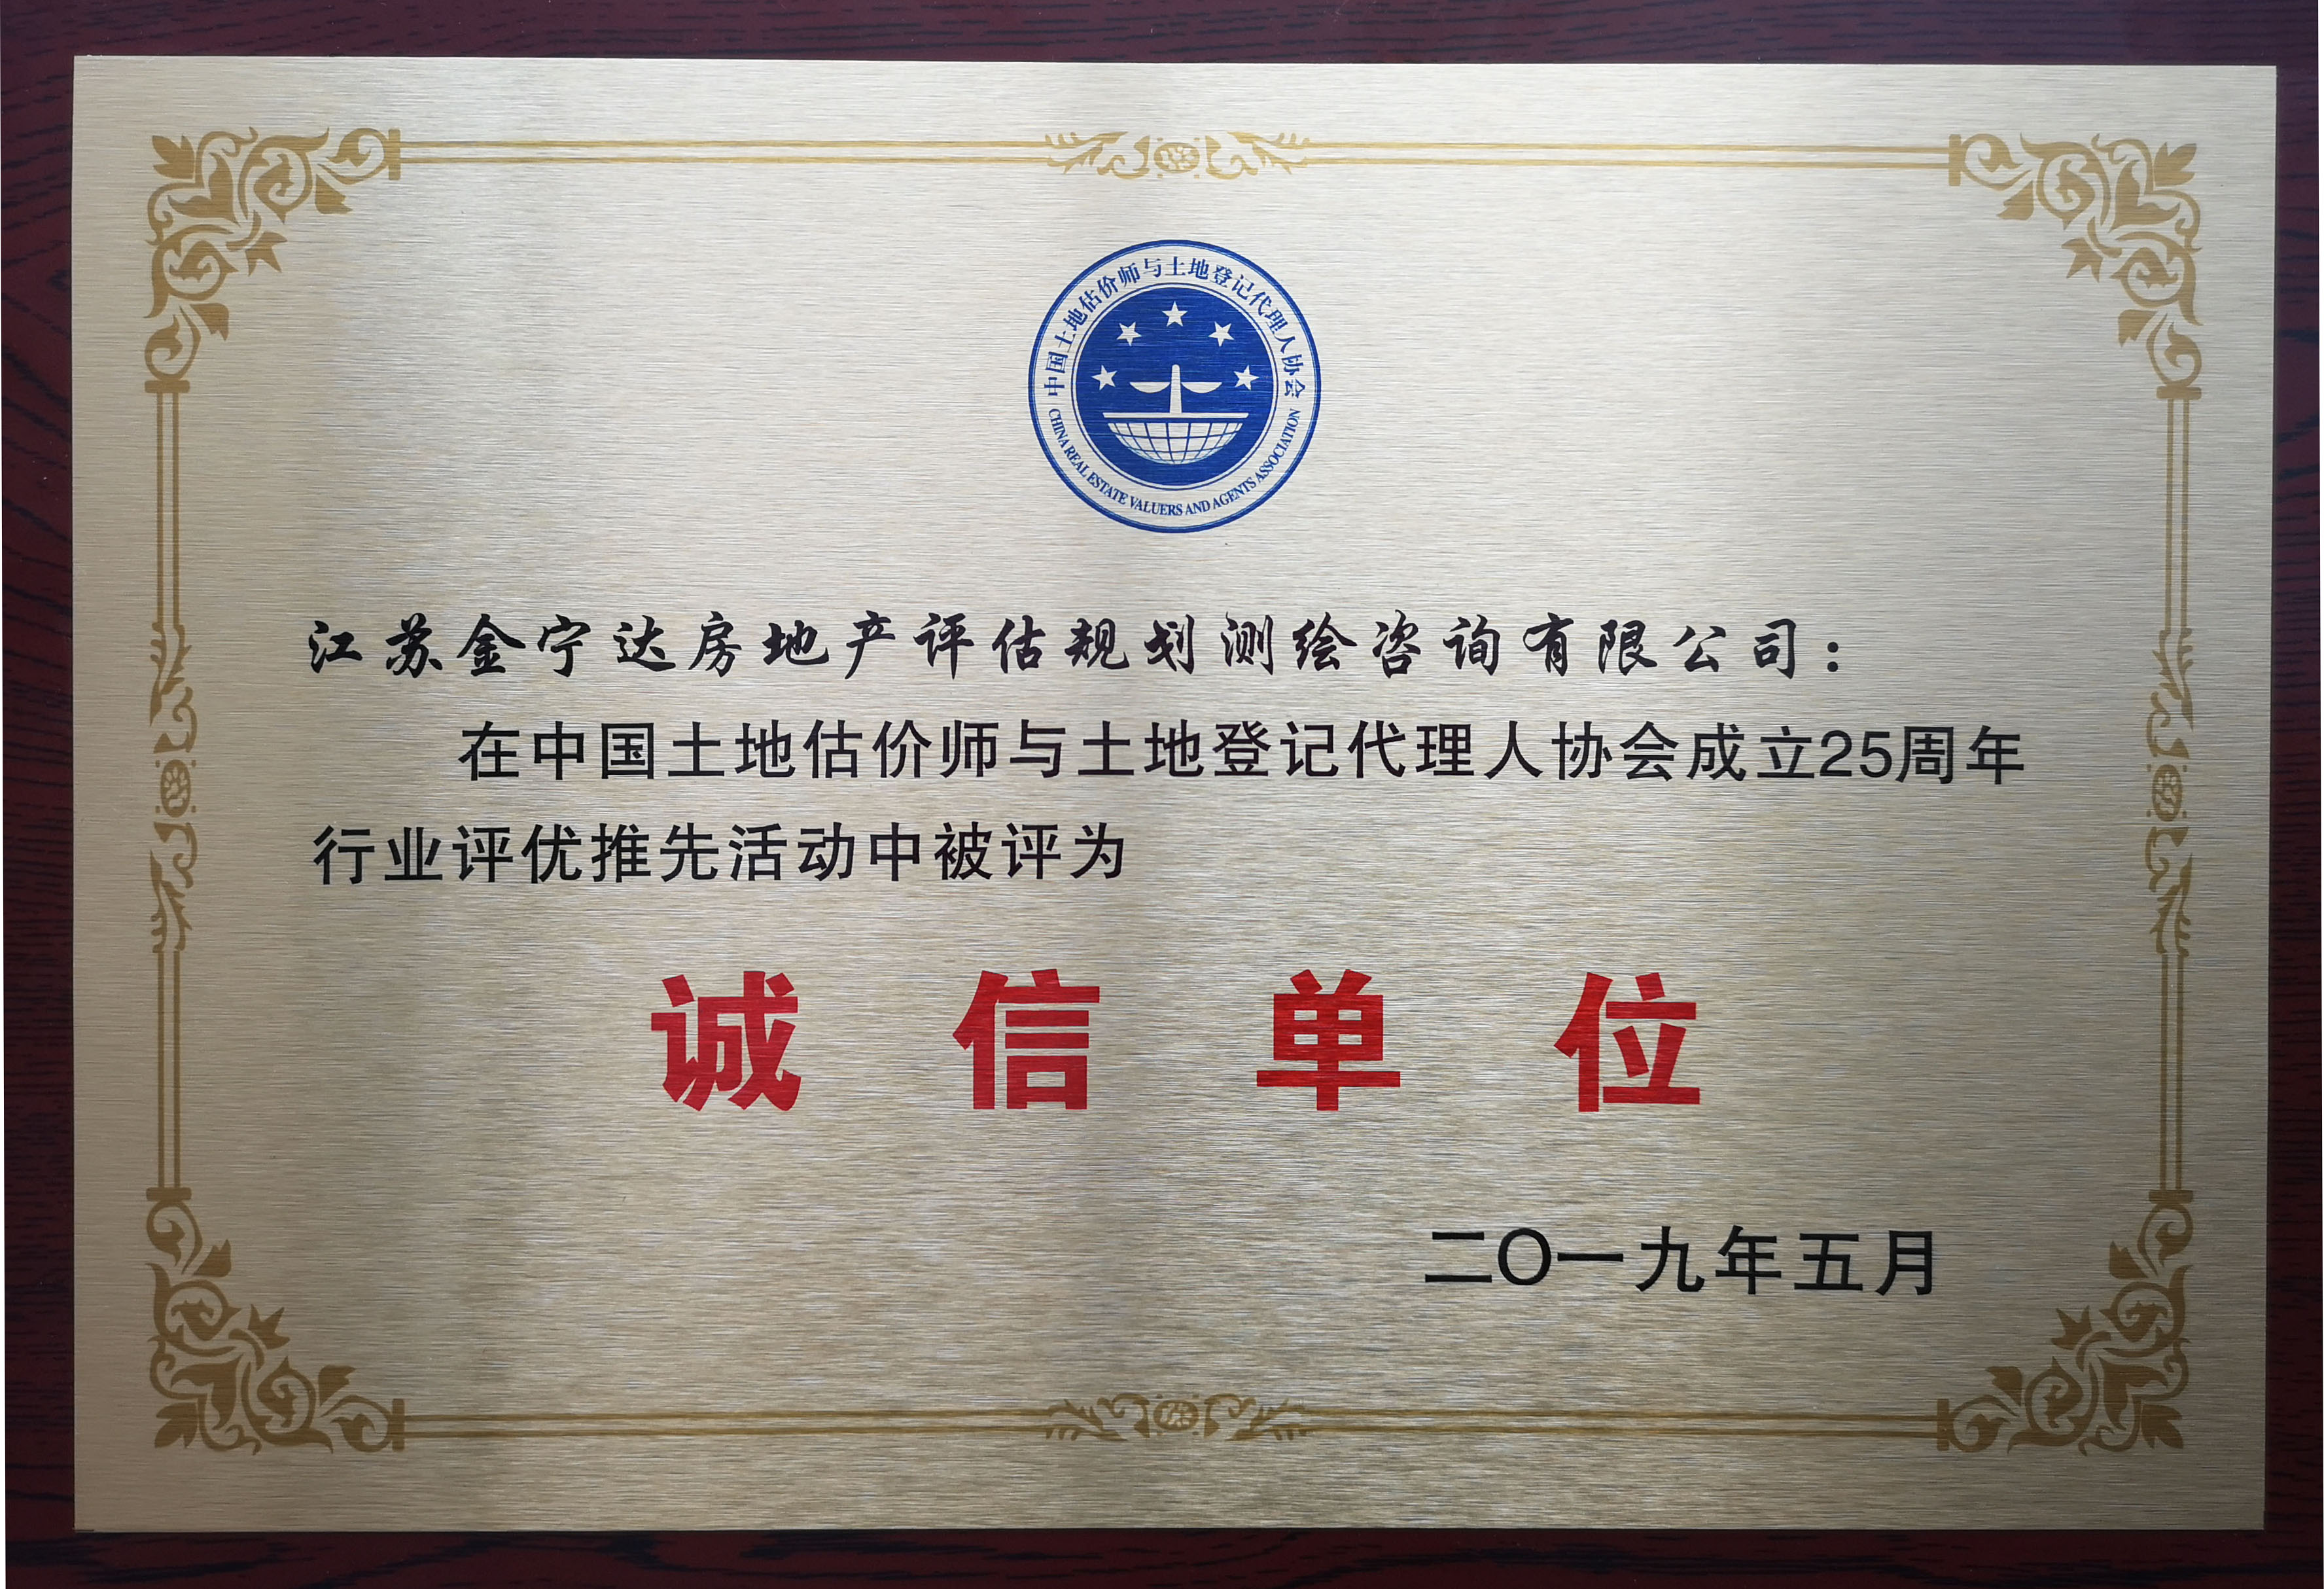 中国土地估价师与土地登记代理人协会
CHINA REAL ESTATE VALUERS AND AGENTS ASSOCIATION
江苏金宁达房地产评估规划测绘咨询有限公司：
在中国土地估价师与土地登记代理人协会成立25周年
行业评优推先活动中被评为
诚信单位
二〇一九年五月